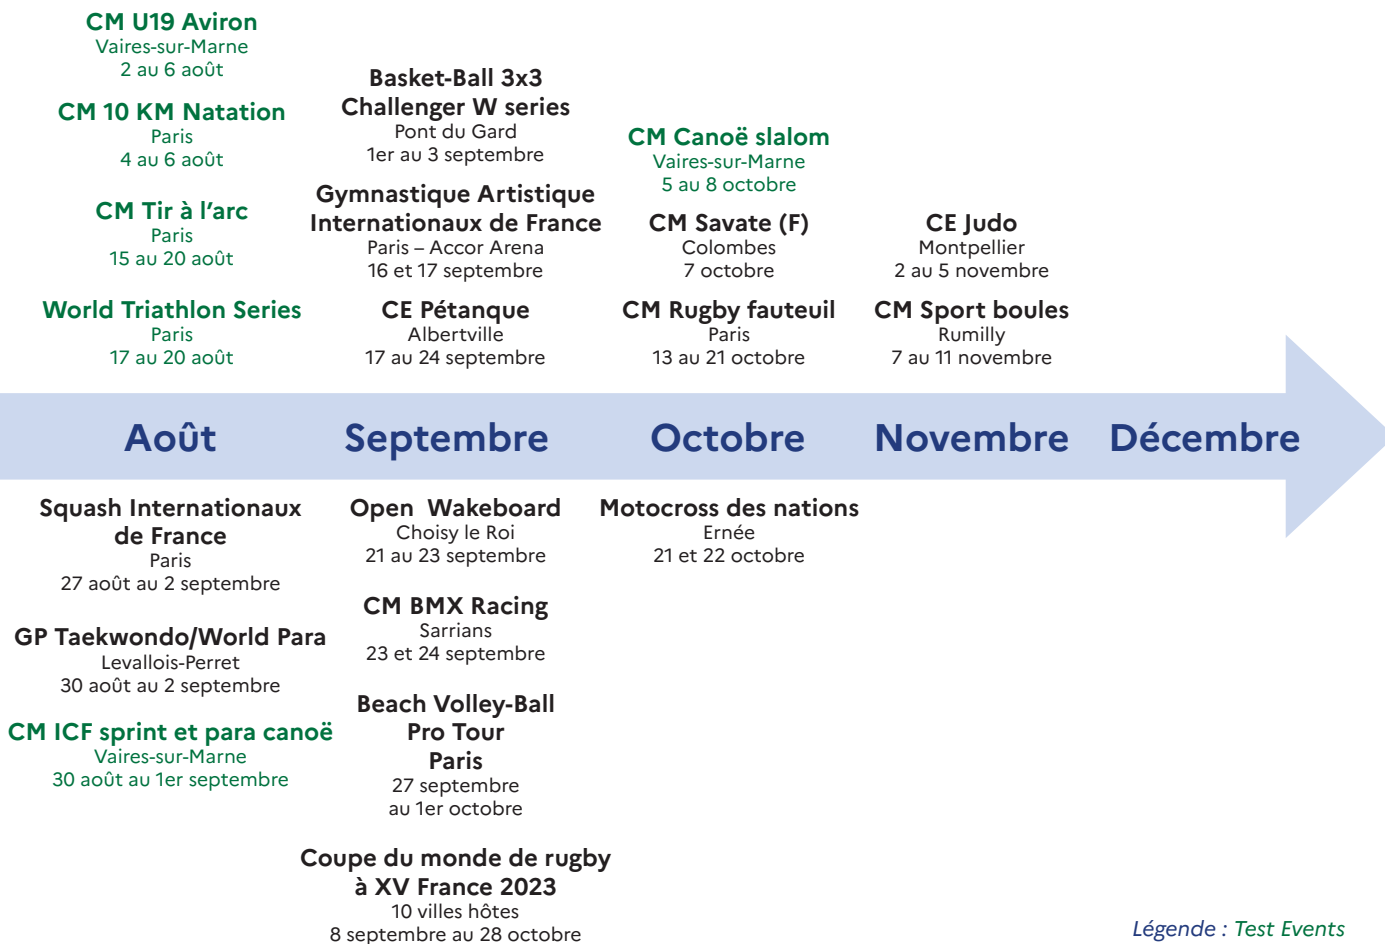 CM U19 Aviron
Vaires-sur-Marne
2 au 6 août
CM 10 KM Natation
Paris
4 au 6 août
CM Tir à l'arc
Paris
15 au 20 août
World Triathlon Series
Paris
17 au 20 août
Basket-Ball 3x3
Challenger W series
Pont du Gard
1er au 3 septembre
Gymnastique Artistique
Internationaux de France
Paris – Accor Arena
16 et 17 septembre
CE Pétanque
Albertville
17 au 24 septembre
CM Canoë slalom
Vaires-sur-Marne
5 au 8 octobre
CM Savate (F)
Colombes
7 octobre
CM Rugby fauteuil
Paris
13 au 21 octobre
CE Judo
Montpellier
2 au 5 novembre
CM Sport boules
Rumilly
7 au 11 novembre
Août
Septembre
Octobre
Novembre
Décembre
Squash Internationaux
de France
Paris
27 août au 2 septembre
GP Taekwondo/World Para
Levallois-Perret
30 août au 2 septembre
CM ICF sprint et para canoë
Vaires-sur-Marne
30 août au 1er septembre
Open Wakeboard
Choisy le Roi
21 au 23 septembre
CM BMX Racing
Sarrians
23 et 24 septembre
Beach Volley-Ball
Pro Tour
Paris
27 septembre
au 1er octobre
Coupe du monde de rugby
à XV France 2023
10 villes hôtes
8 septembre au 28 octobre
Motocross des nations
Ernée
21 et 22 octobre
Légende : Test Events